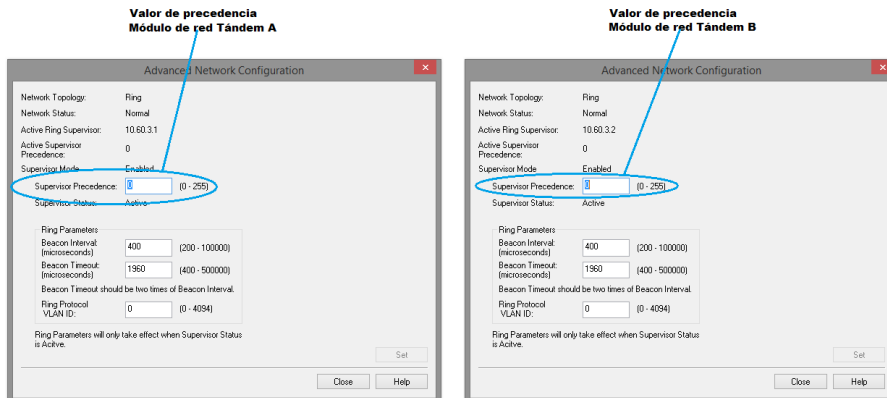 Valor de precedencia
Módulo de red Tándem A
Advanced Network Configuration
Network Topology: Ring
Network Status: Normal
Active Ring Supervisor: 10.60.3.1
Active Supervisor
Precedence: 0
Supervisor Mode Enabled
Supervisor Precedence: 0 (0 - 255)
Supervisor Status: Active
Ring Parameters
Beacon Interval: 400 (200 - 100000)
(microseconds)
Beacon Timeout: 1960 (400 - 500000)
(microseconds)
Beacon Timeout should be two times of Beacon Interval.
Ring Protocol
VLAN ID: 0 (0 - 4094)
Ring Parameters will only take effect when Supervisor Status
is Acitve.
Set
Close Help
Valor de precedencia
Módulo de red Tándem B
Advanced Network Configuration
Network Topology: Ring
Network Status: Normal
Active Ring Supervisor: 10.60.3.2
Active Supervisor
Precedence: 0
Supervisor Mode Enabled
Supervisor Precedence: 0 (0 - 255)
Supervisor Status: Active
Ring Parameters
Beacon Interval: 400 (200 - 100000)
(microseconds)
Beacon Timeout: 1960 (400 - 500000)
(microseconds)
Beacon Timeout should be two times of Beacon Interval.
Ring Protocol
VLAN ID: 0 (0 - 4094)
Ring Parameters will only take effect when Supervisor Status
is Acitve.
Set
Close Help